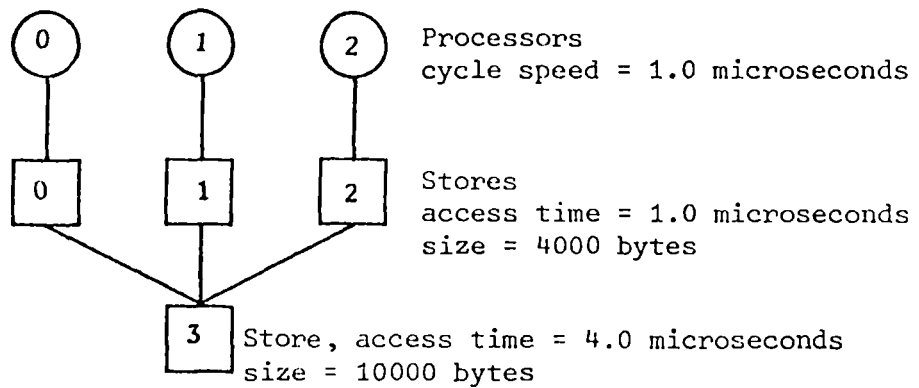 0 1 2 Processors
cycle speed = 1.0 microseconds
0 1 2 Stores
access time = 1.0 microseconds
size = 4000 bytes
3 Store, access time = 4.0 microseconds
size = 10000 bytes